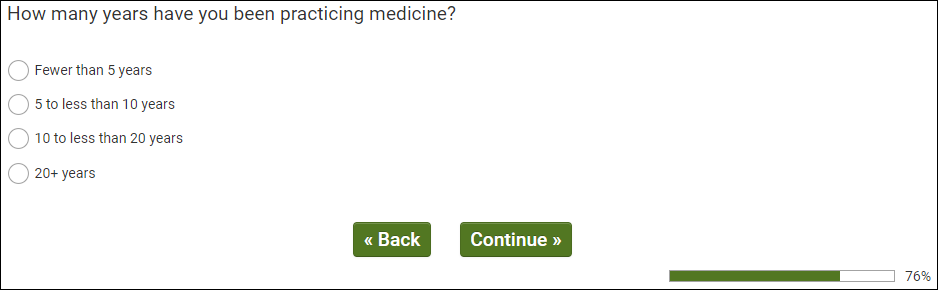 How many years have you been practicing medicine?
Fewer than 5 years
5 to less than 10 years
10 to less than 20 years
20+ years
« Back
Continue »
76%